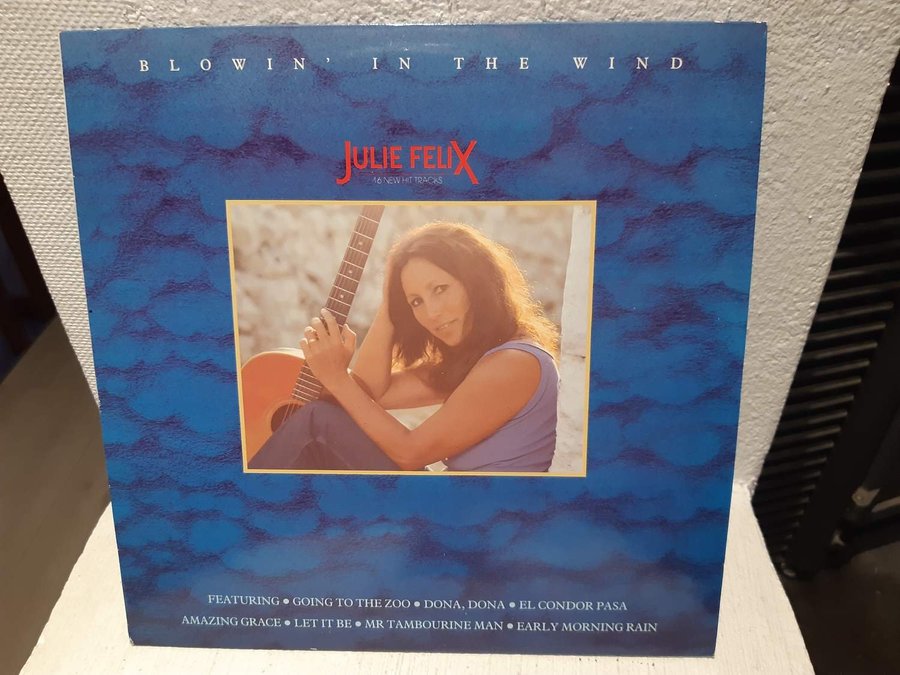 BLOWIN' IN THE WIND
JULIE FELIX
16 NEW HIT TRACKS
FEATURING • GOING TO THE ZOO • DONA, DONA • EL CONDOR PASA
AMAZING GRACE • LET IT BE • MR TAMBOURINE MAN • EARLY MORNING RAIN